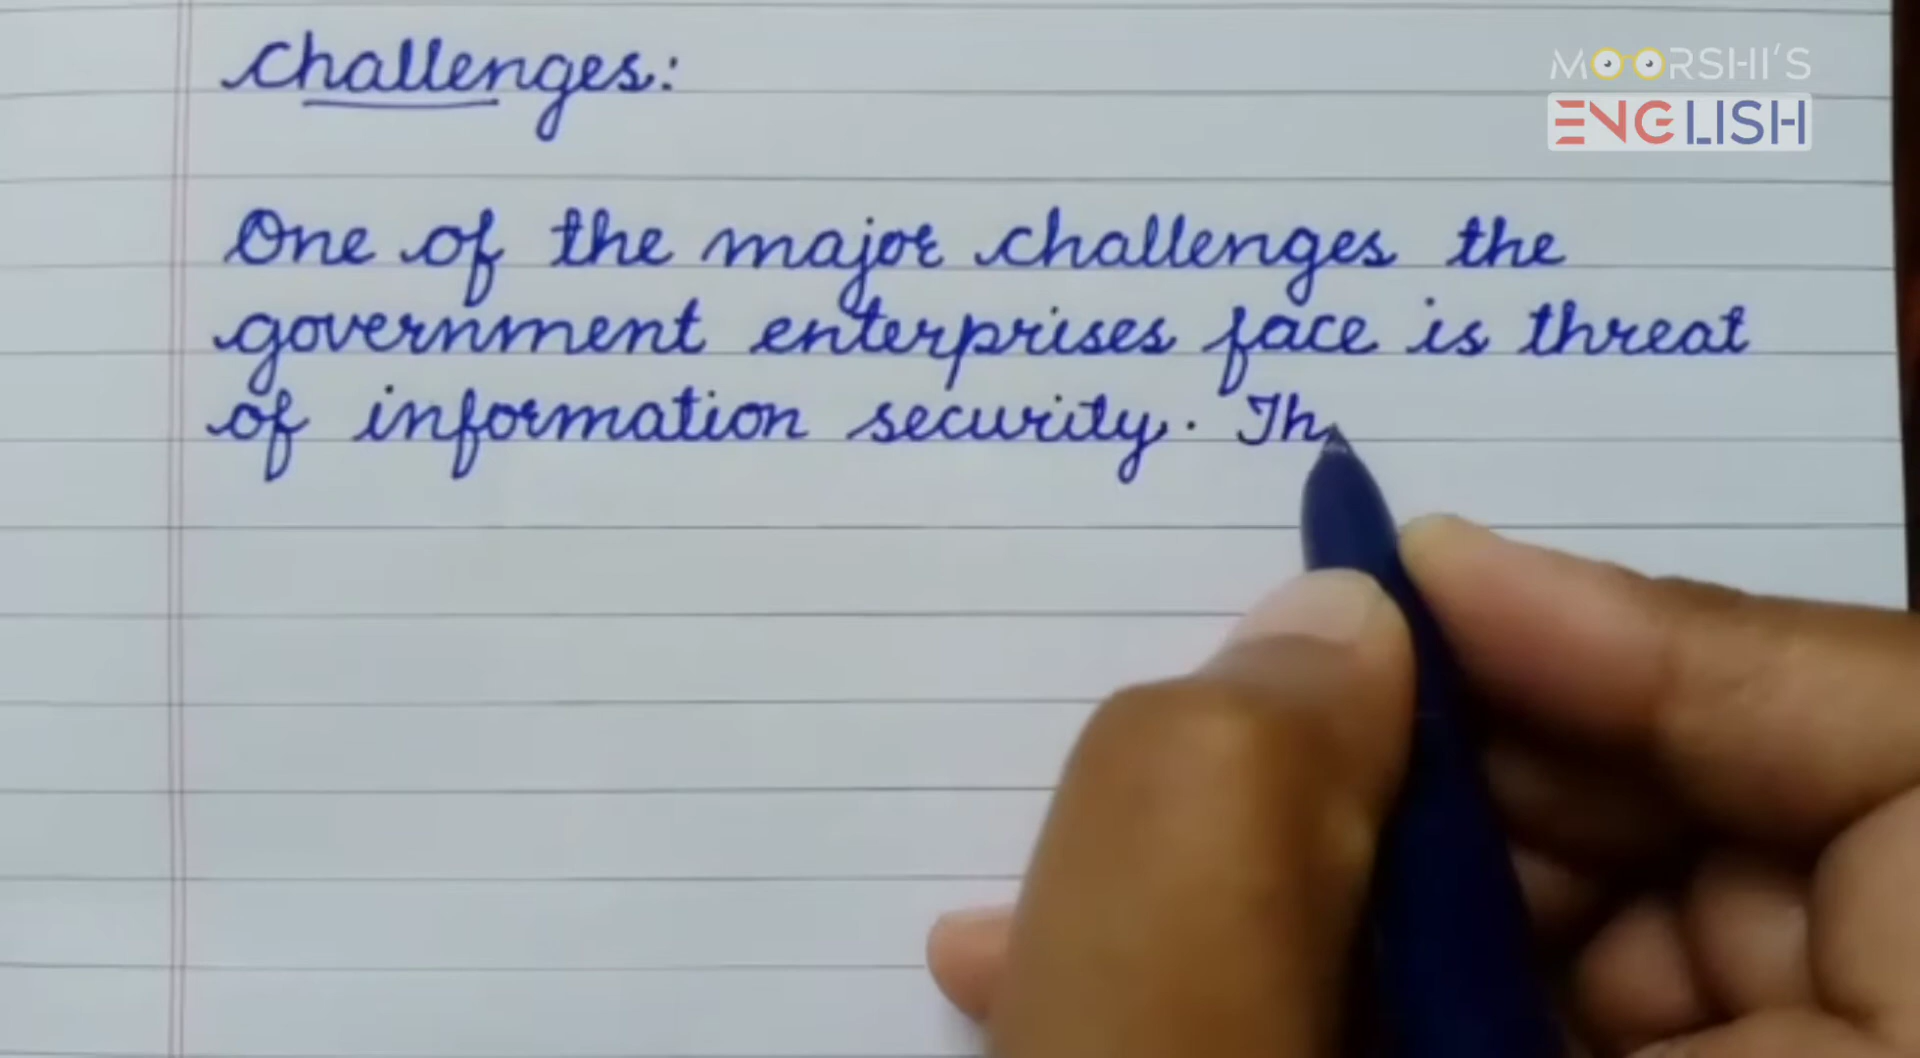 challenges:
MOORSHI'S
ENGLISH
One of the major challenges the
government enterprises face is threat
of information security. Th